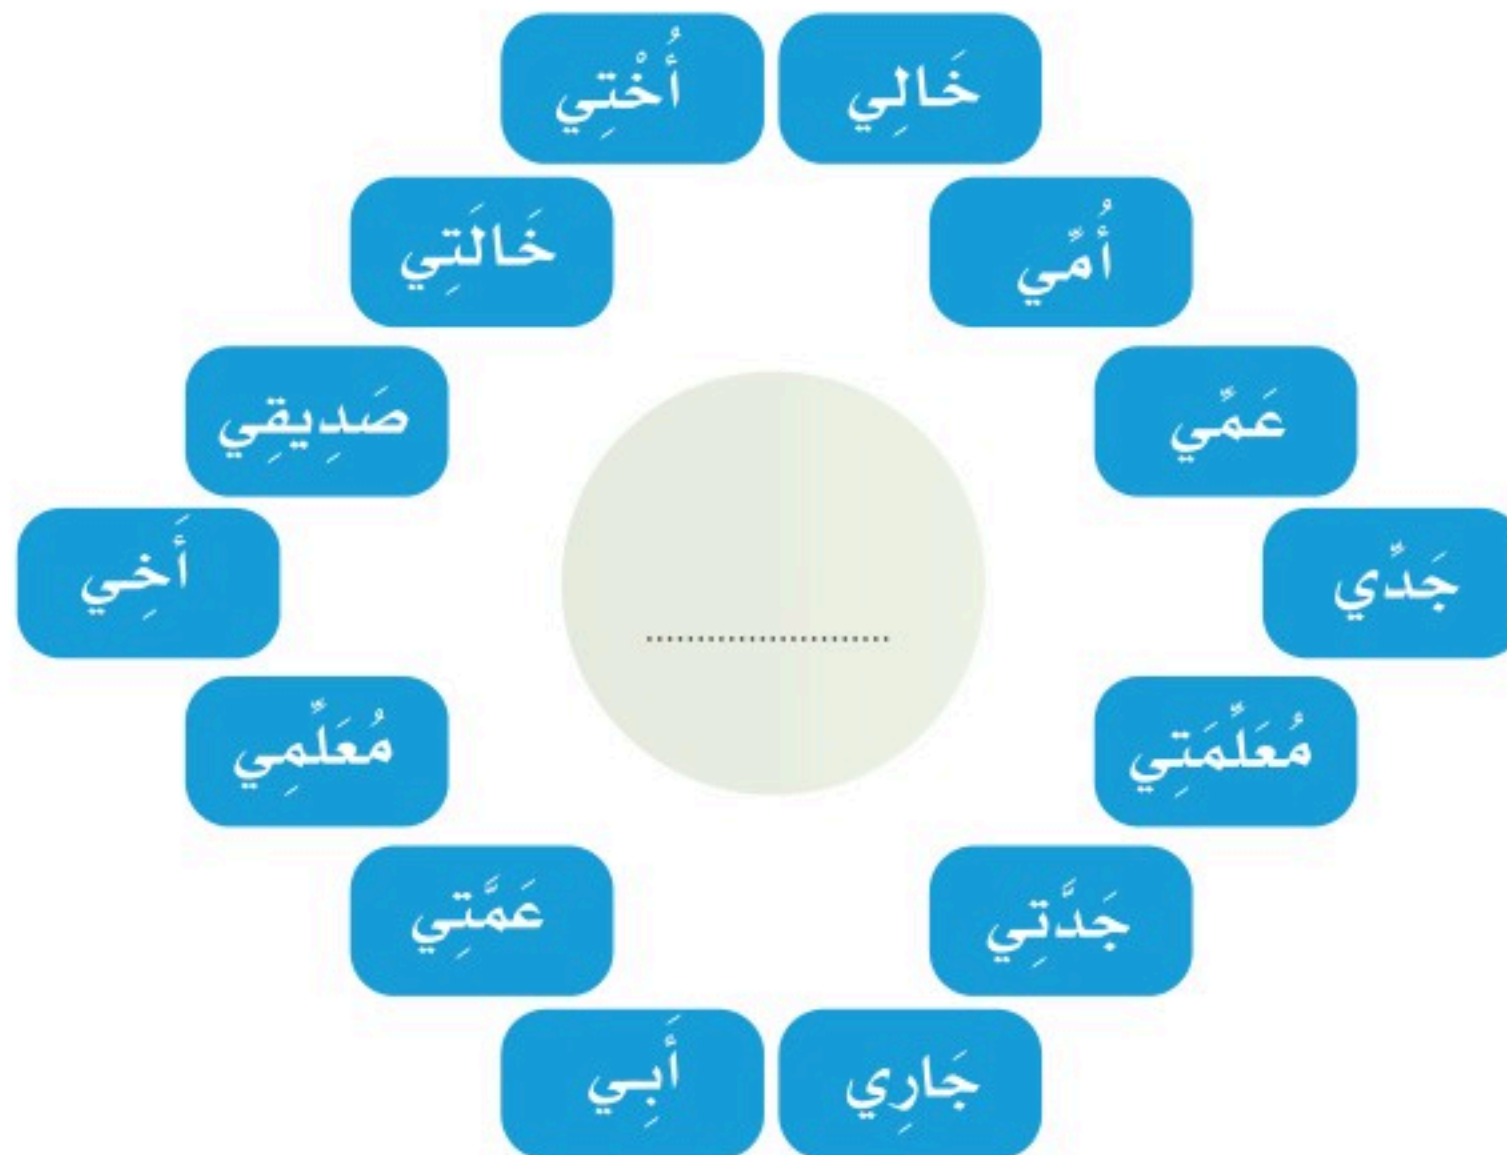 خَالِي
أُخْتِي
أُمِّي
خَالَتِي
عَمِّي
صَدِيقِي
جَدِّي
أَخِي
......................
مُعَلِّمَتِي
مُعَلِّمِي
جَدَّتِي
عَمَّتِي
جَارِي
أَبِي